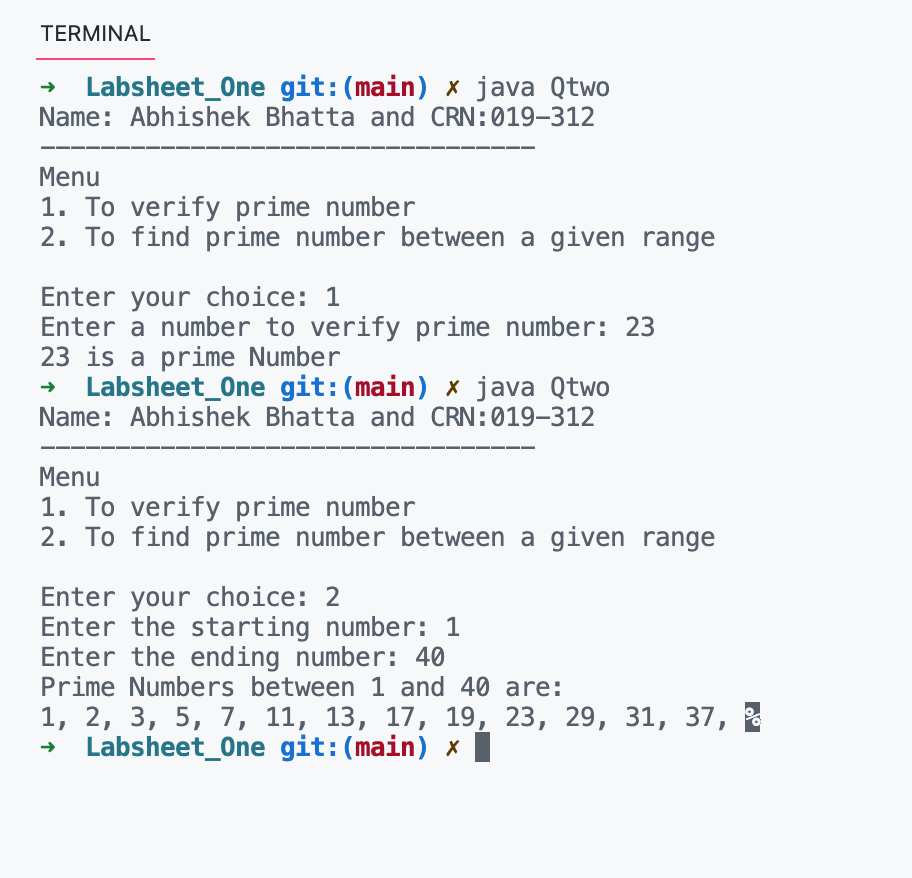 TERMINAL
➜  Labsheet_One git:(main) ✗ java Qtwo
Name: Abhishek Bhatta and CRN:019-312
---------------------------------
Menu
1. To verify prime number
2. To find prime number between a given range
Enter your choice: 1
Enter a number to verify prime number: 23
23 is a prime Number
➜  Labsheet_One git:(main) ✗ java Qtwo
Name: Abhishek Bhatta and CRN:019-312
---------------------------------
Menu
1. To verify prime number
2. To find prime number between a given range
Enter your choice: 2
Enter the starting number: 1
Enter the ending number: 40
Prime Numbers between 1 and 40 are:
1, 2, 3, 5, 7, 11, 13, 17, 19, 23, 29, 31, 37, %
➜  Labsheet_One git:(main) ✗